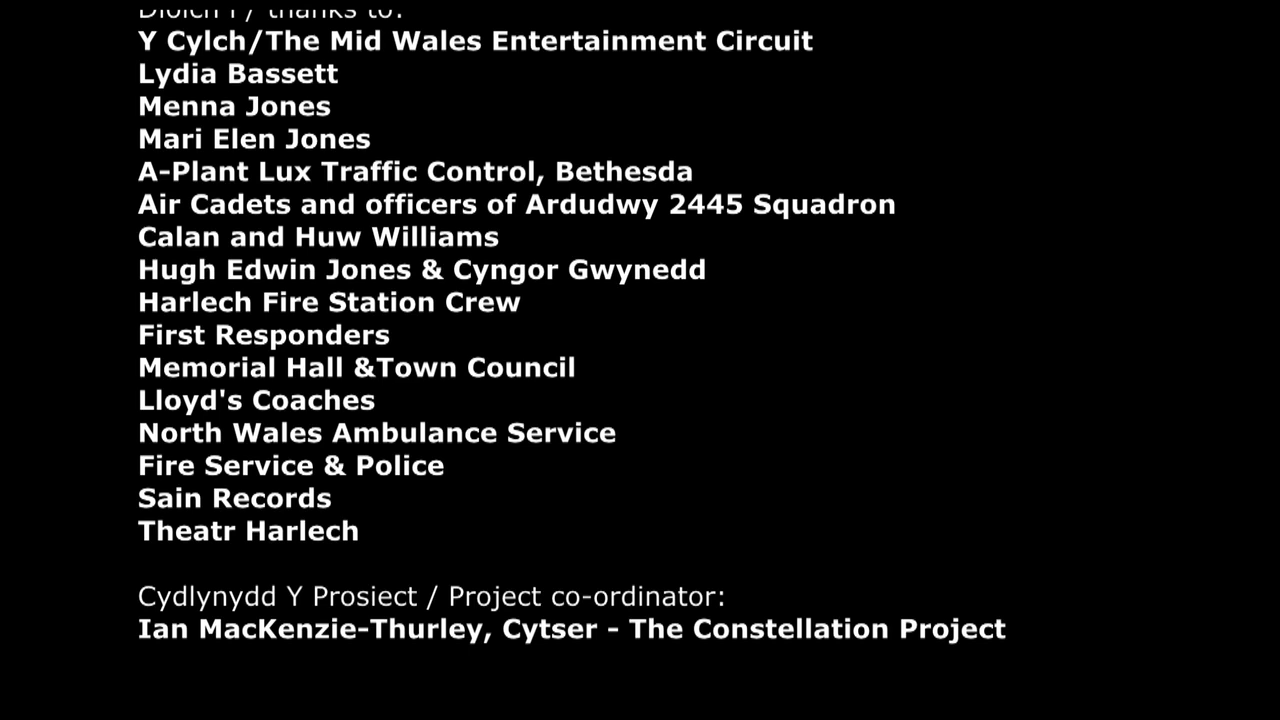 Diolch i / thanks to:
Y Cylch/The Mid Wales Entertainment Circuit
Lydia Bassett
Menna Jones
Mari Elen Jones
A-Plant Lux Traffic Control, Bethesda
Air Cadets and officers of Ardudwy 2445 Squadron
Calan and Huw Williams
Hugh Edwin Jones & Cyngor Gwynedd
Harlech Fire Station Crew
First Responders
Memorial Hall &Town Council
Lloyd's Coaches
North Wales Ambulance Service
Fire Service & Police
Sain Records
Theatr Harlech
Cydlynydd Y Prosiect / Project co-ordinator:
Ian MacKenzie-Thurley, Cytser - The Constellation Project